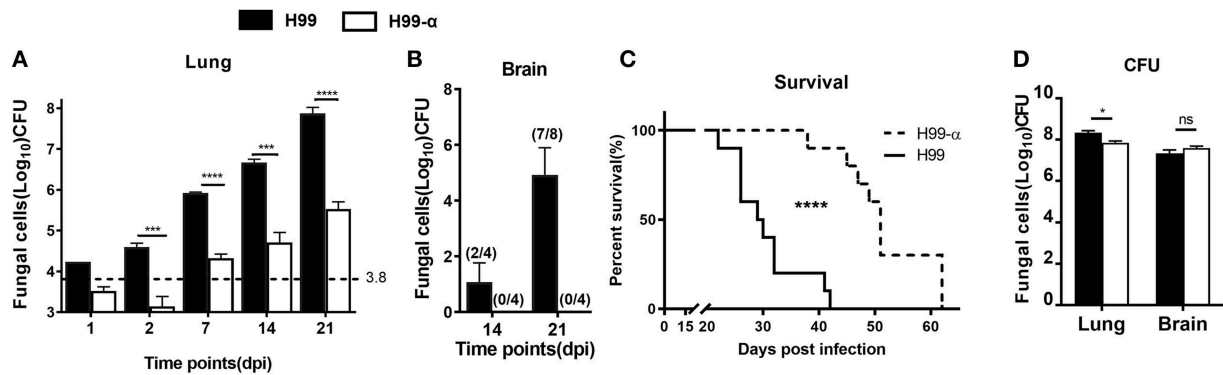 H99 H99-α
A
Lung
Fungal cells(Log10)CFU
8
7
6
5
4
3
****
***
****
***
****
3.8
1 2 7 14 21
Time points(dpi)
B
Brain
Fungal cells(Log10)CFU
8
6
4
2
0
(7/8)
(2/4)
(0/4) (0/4)
14 21
Time points(dpi)
C
Survival
Percent survival(%)
100
50
0
H99-α
H99
****
0 15 20 30 40 50 60
Days post infection
D
CFU
Fungal cells(Log10)CFU
10
8
6
4
2
0
* ns
Lung Brain